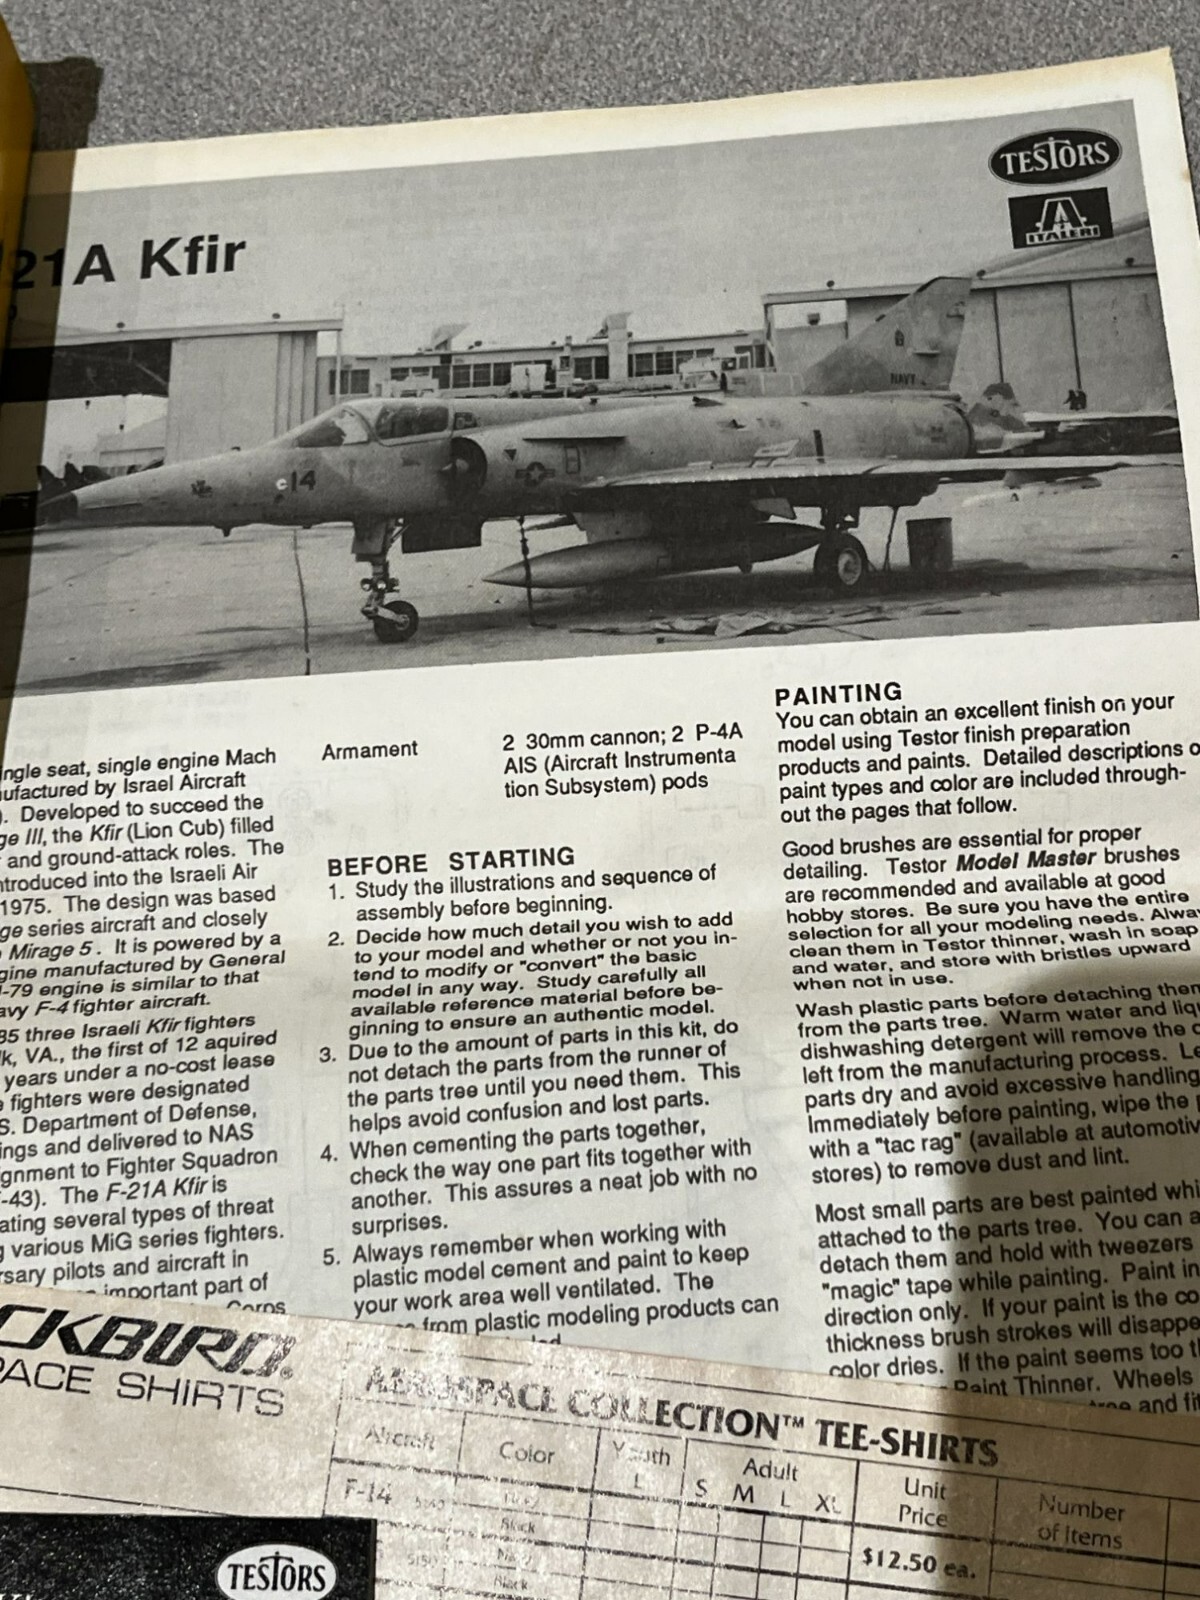 TESTORS
ITALERI
21A Kfir
NAVY
c14
ngle seat, single engine Mach
ufactured by Israel Aircraft
). Developed to succeed the
ge III, the Kfir (Lion Cub) filled
and ground-attack roles. The
ntroduced into the Israeli Air
1975. The design was based
ge series aircraft and closely
Mirage 5. It is powered by a
gine manufactured by General
-79 engine is similar to that
avy F-4 fighter aircraft.
85 three Israeli Kfir fighters
lk, VA., the first of 12 aquired
years under a no-cost lease
fighters were designated
S. Department of Defense,
ings and delivered to NAS
gnment to Fighter Squadron
-43). The F-21A Kfir is
ating several types of threat
g various MiG series fighters.
rsary pilots and aircraft in
important part of
Corps
Armament
2 30mm cannon; 2 P-4A
AIS (Aircraft Instrumenta
tion Subsystem) pods
BEFORE STARTING
1. Study the illustrations and sequence of
assembly before beginning.
2. Decide how much detail you wish to add
to your model and whether or not you in-
tend to modify or "convert" the basic
model in any way. Study carefully all
available reference material before be-
ginning to ensure an authentic model.
3. Due to the amount of parts in this kit, do
not detach the parts from the runner of
the parts tree until you need them. This
helps avoid confusion and lost parts.
4. When cementing the parts together,
check the way one part fits together with
another. This assures a neat job with no
surprises.
5. Always remember when working with
plastic model cement and paint to keep
your work area well ventilated. The
from plastic modeling products can
PAINTING
You can obtain an excellent finish on your
model using Testor finish preparation
products and paints. Detailed descriptions o
paint types and color are included through-
out the pages that follow.
Good brushes are essential for proper
detailing. Testor Model Master brushes
are recommended and available at good
hobby stores. Be sure you have the entire
selection for all your modeling needs. Alway
clean them in Testor thinner, wash in soap
and water, and store with bristles upward
when not in use.
Wash plastic parts before detaching them
from the parts tree. Warm water and liqu
dishwashing detergent will remove the o
left from the manufacturing process. Le
parts dry and avoid excessive handling
Immediately before painting, wipe the p
with a "tac rag" (available at automotiv
stores) to remove dust and lint.
Most small parts are best painted whi
attached to the parts tree. You can a
detach them and hold with tweezers
"magic" tape while painting. Paint in
direction only. If your paint is the co
thickness brush strokes will disappe
color dries. If the paint seems too th
Paint Thinner. Wheels
tree and fi
CKBIRD®
PACE SHIRTS
AEROSPACE COLLECTION™ TEE-SHIRTS
Aircraft Color Youth Adult Unit Price Number of Items
L S M L XL
F-14
Black
$12.50 ea.
Black
TESTORS